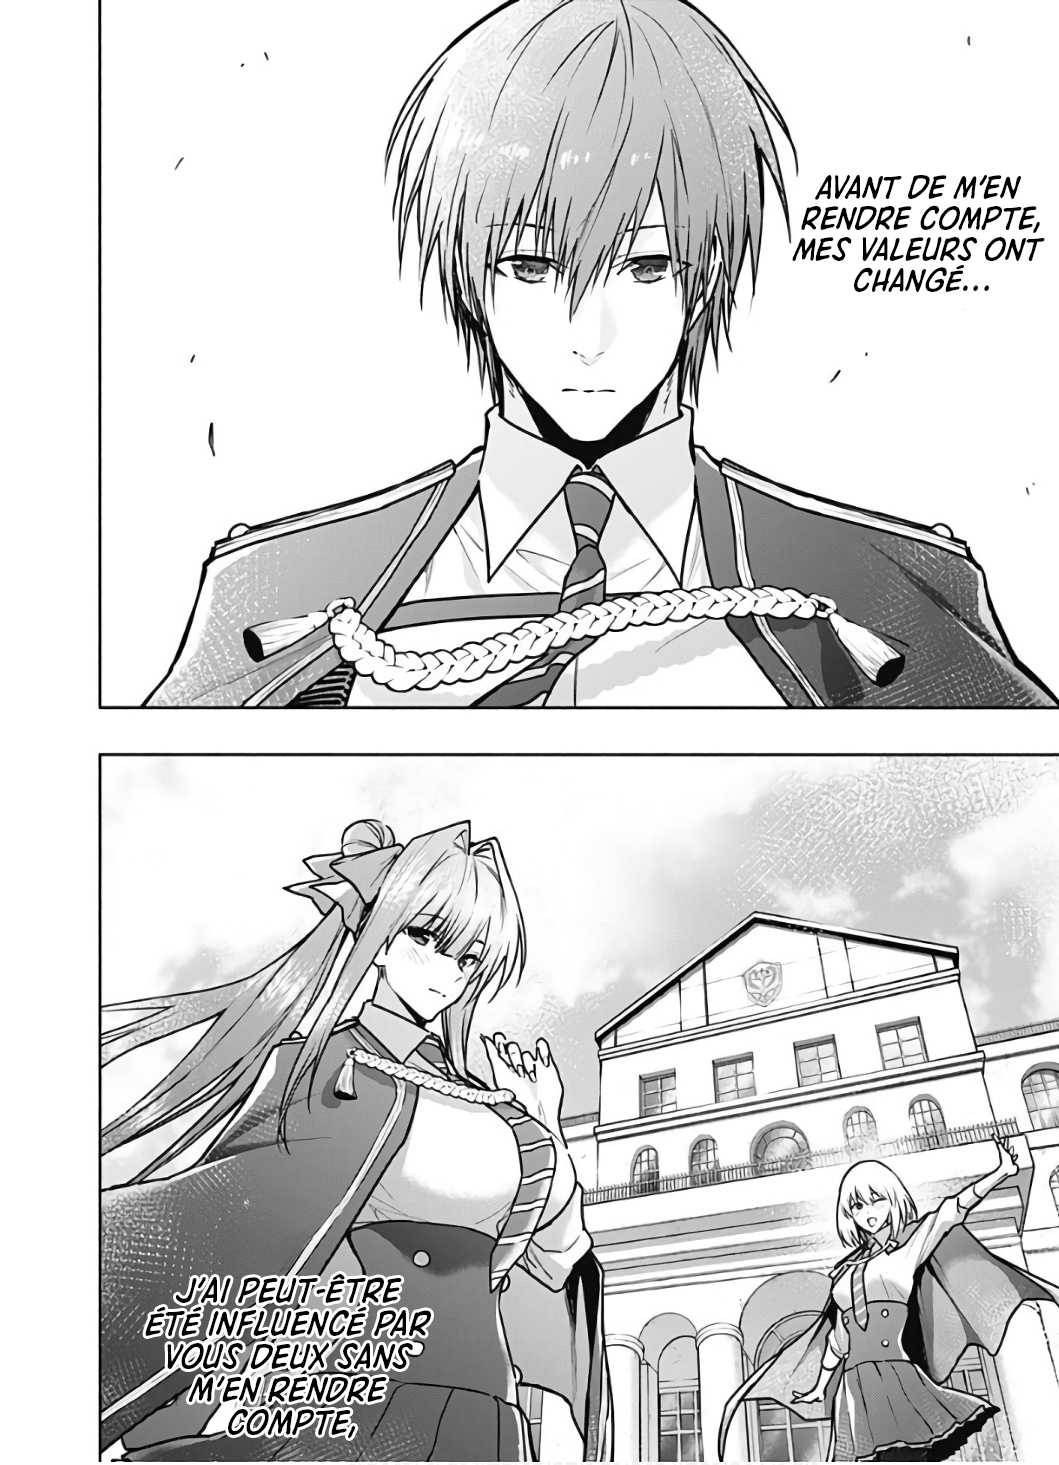 AVANT DE M'EN
RENDRE COMPTE,
MES VALEURS ONT
CHANGÉ...
J'AI PEUT-ÊTRE
ÉTÉ INFLUENCÉ PAR
VOUS DEUX SANS
M'EN RENDRE
COMPTE,